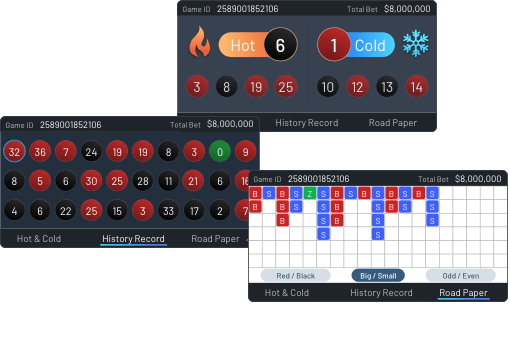 Game ID 2589001852106 Total Bet $8,000,000
Hot 6 1 Cold
3 8 19 25 10 12 13 14
History Record Road Paper
Game ID 2589001852106 Total Bet $8,000,000
32 36 7 24 19 19 8 3 0 9
8 5 6 30 25 28 11 21 6
4 6 22 25 15 3 33 17 2
Hot & Cold History Record Road Paper
Game ID 2589001852106 Total Bet $8,000,000
B S B S Z S B S B S B S B S
B B S S B S B S S
B S B S S
S S
Red / Black Big / Small Odd / Even
Hot & Cold History Record Road Paper